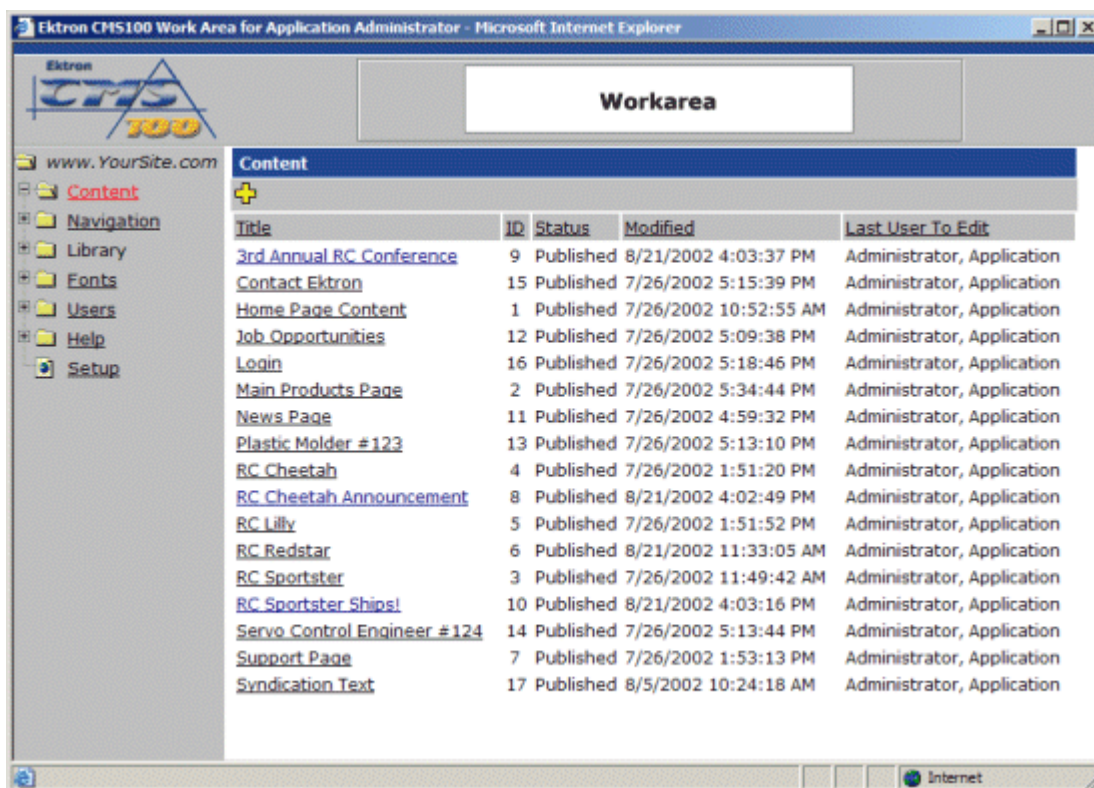 Ektron CMS100 Work Area for Application Administrator - Microsoft Internet Explorer
Ektron
CMS
100
Workarea
www.YourSite.com
Content
Navigation
Library
Fonts
Users
Help
Setup
Content
Title ID Status Modified Last User To Edit
3rd Annual RC Conference 9 Published 8/21/2002 4:03:37 PM Administrator, Application
Contact Ektron 15 Published 7/26/2002 5:15:39 PM Administrator, Application
Home Page Content 1 Published 7/26/2002 10:52:55 AM Administrator, Application
Job Opportunities 12 Published 7/26/2002 5:09:38 PM Administrator, Application
Login 16 Published 7/26/2002 5:18:46 PM Administrator, Application
Main Products Page 2 Published 7/26/2002 5:34:44 PM Administrator, Application
News Page 11 Published 7/26/2002 4:59:32 PM Administrator, Application
Plastic Molder #123 13 Published 7/26/2002 5:13:10 PM Administrator, Application
RC Cheetah 4 Published 7/26/2002 1:51:20 PM Administrator, Application
RC Cheetah Announcement 8 Published 8/21/2002 4:02:49 PM Administrator, Application
RC Lilly 5 Published 7/26/2002 1:51:52 PM Administrator, Application
RC Redstar 6 Published 8/21/2002 11:33:05 AM Administrator, Application
RC Sportster 3 Published 7/26/2002 11:49:42 AM Administrator, Application
RC Sportster Ships! 10 Published 8/21/2002 4:03:16 PM Administrator, Application
Servo Control Engineer #124 14 Published 7/26/2002 5:13:44 PM Administrator, Application
Support Page 7 Published 7/26/2002 1:53:13 PM Administrator, Application
Syndication Text 17 Published 8/5/2002 10:24:18 AM Administrator, Application
Internet